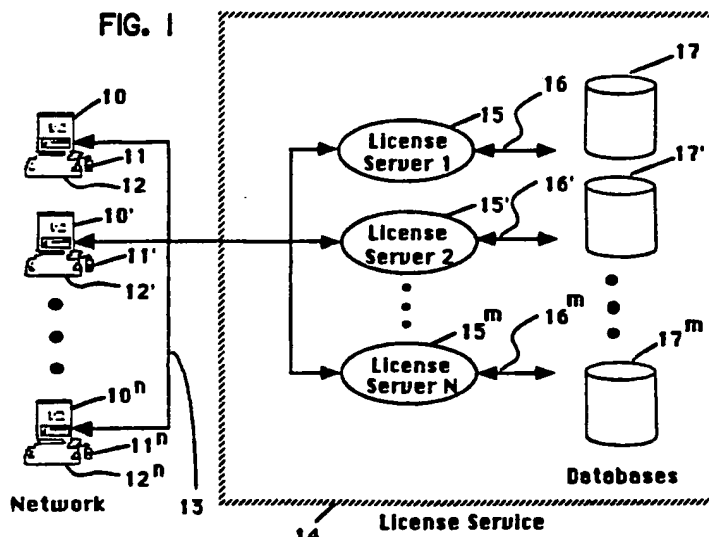 FIG. 1
10
11
12
10'
11'
12'
10ⁿ
11ⁿ
12ⁿ
Network
13
15
License
Server 1
16
17
15'
License
Server 2
16'
17'
15ᵐ
License
Server N
16ᵐ
17ᵐ
Databases
14
License Service